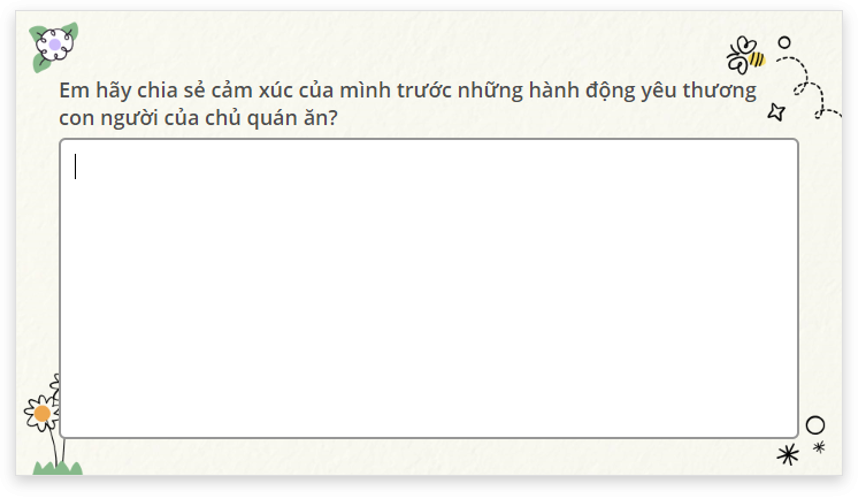 Em hãy chia sẻ cảm xúc của mình trước những hành động yêu thương
con người của chủ quán ăn?